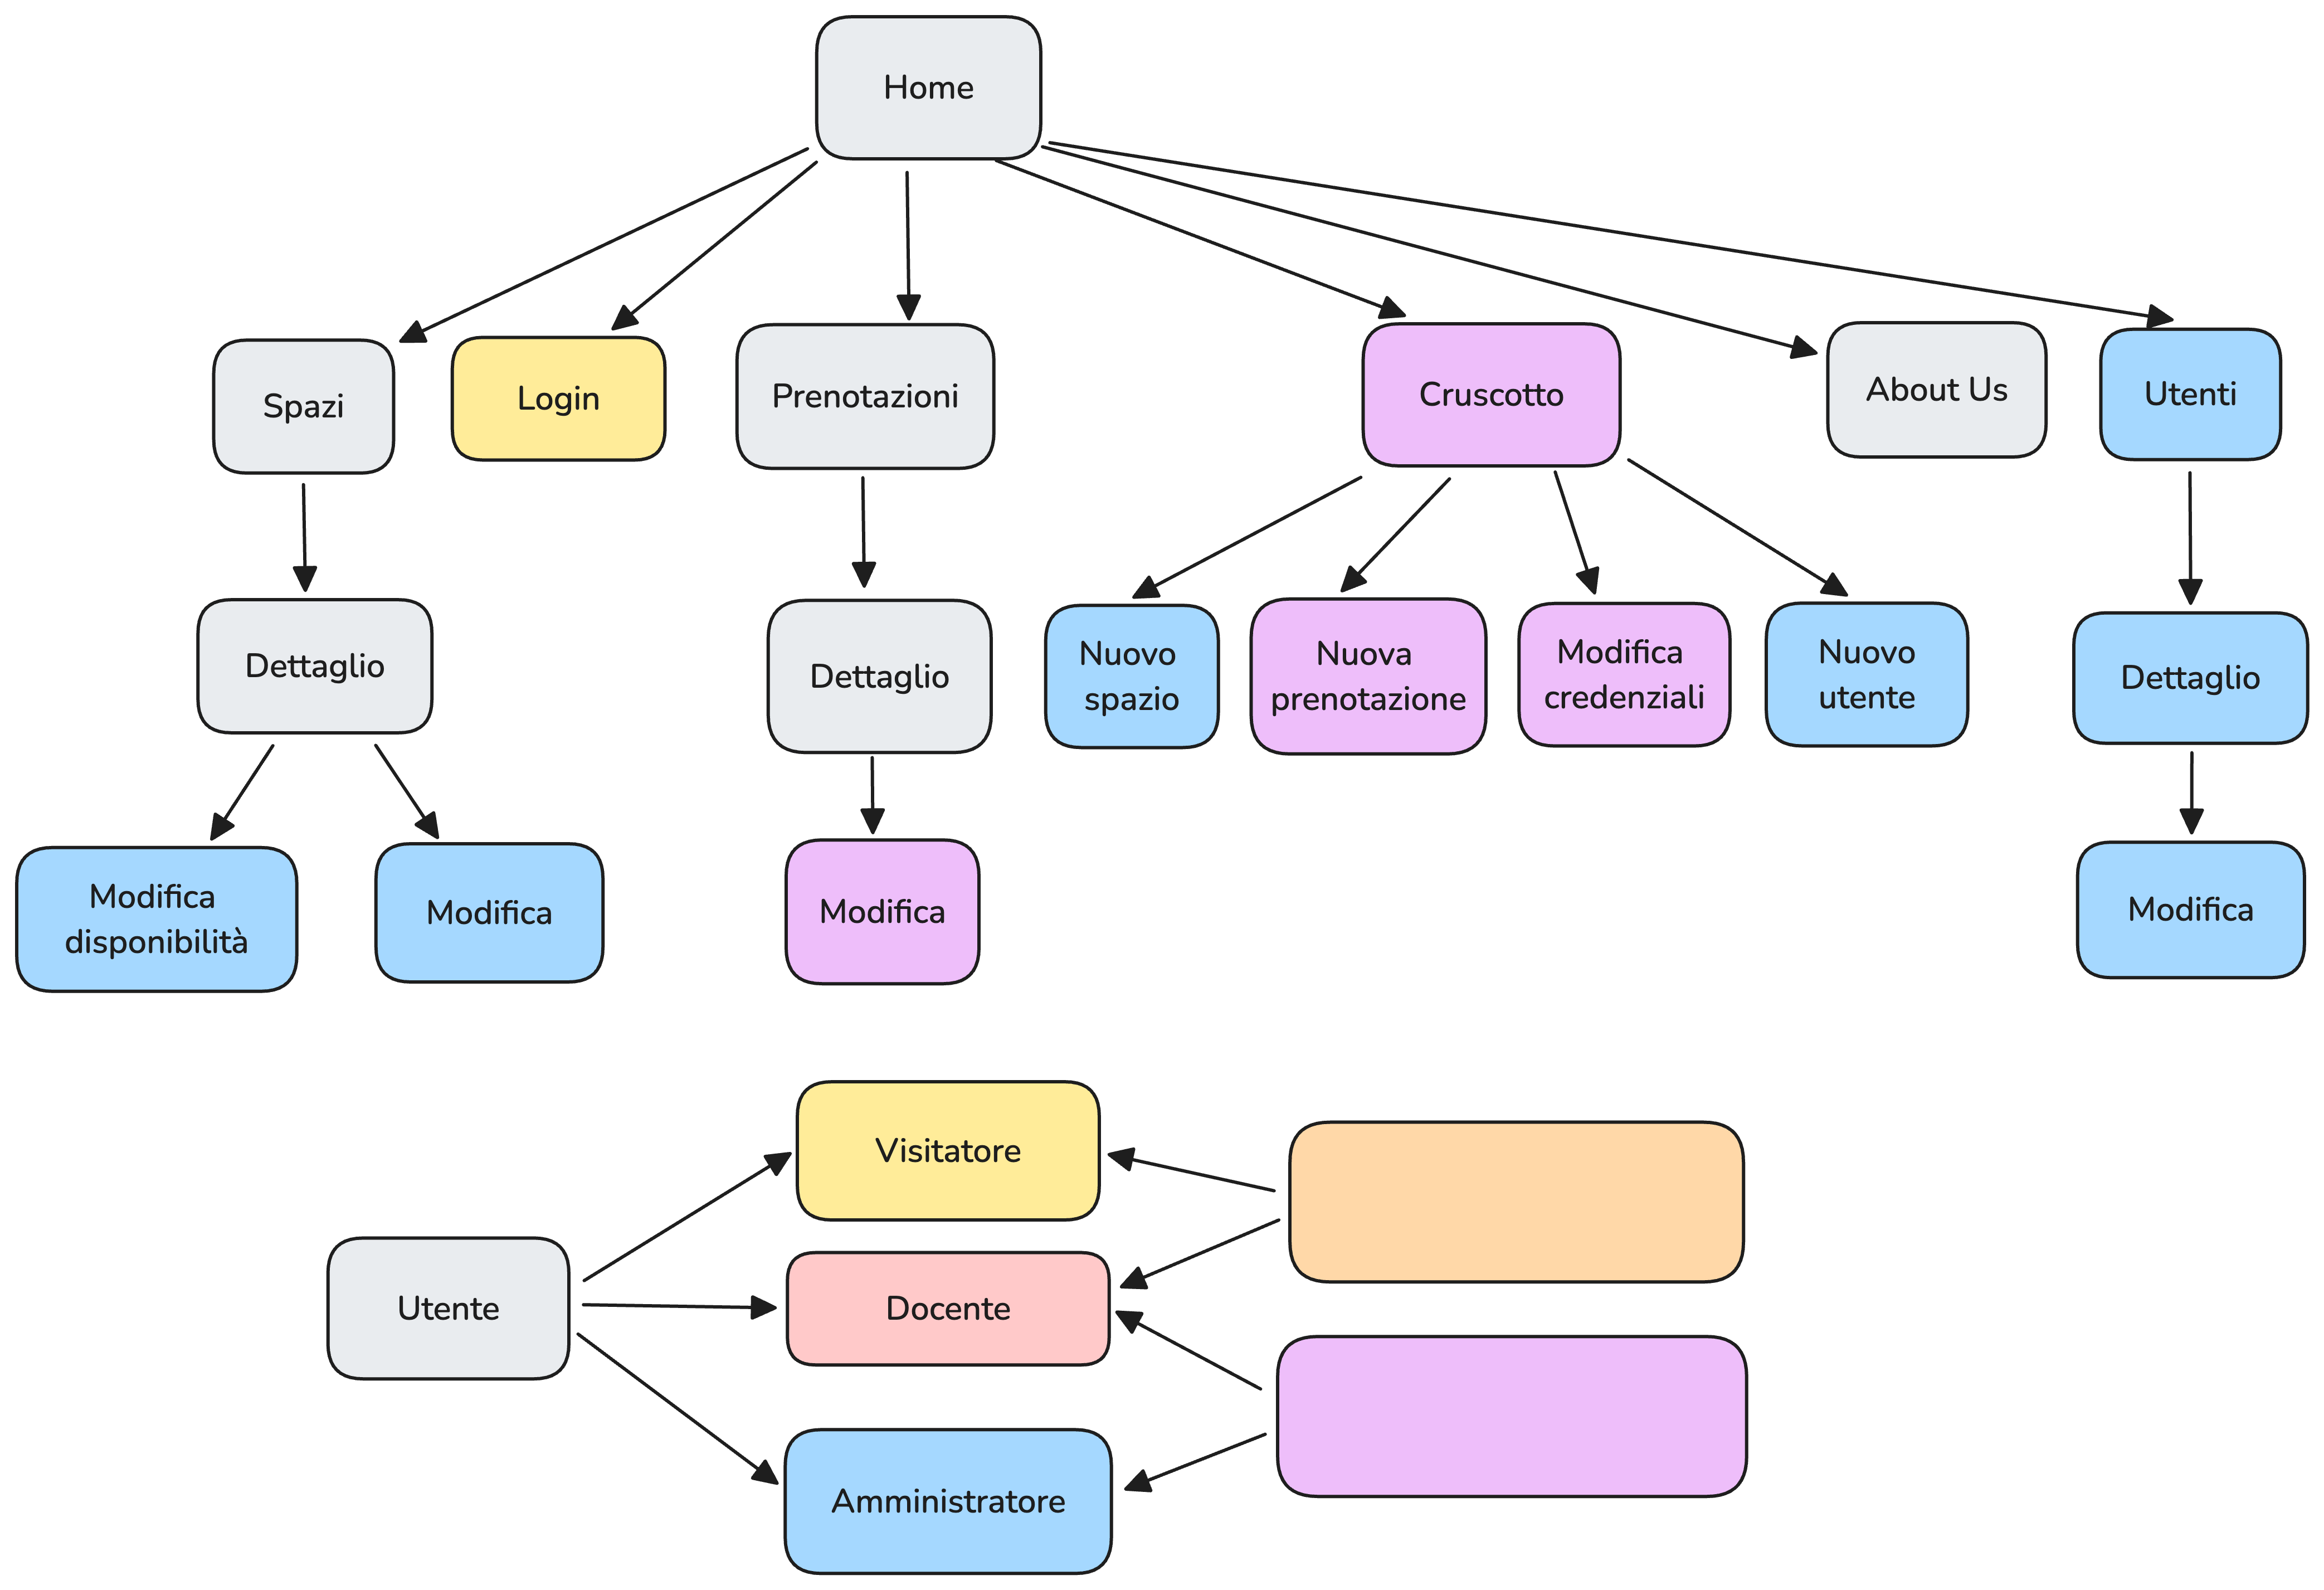 Home
Spazi
Login
Prenotazioni
Cruscotto
About Us
Utenti
Dettaglio
Dettaglio
Nuovo
spazio
Nuova
prenotazione
Modifica
credenziali
Nuovo
utente
Dettaglio
Modifica
disponibilità
Modifica
Modifica
Modifica
Visitatore
Utente
Docente
Amministratore